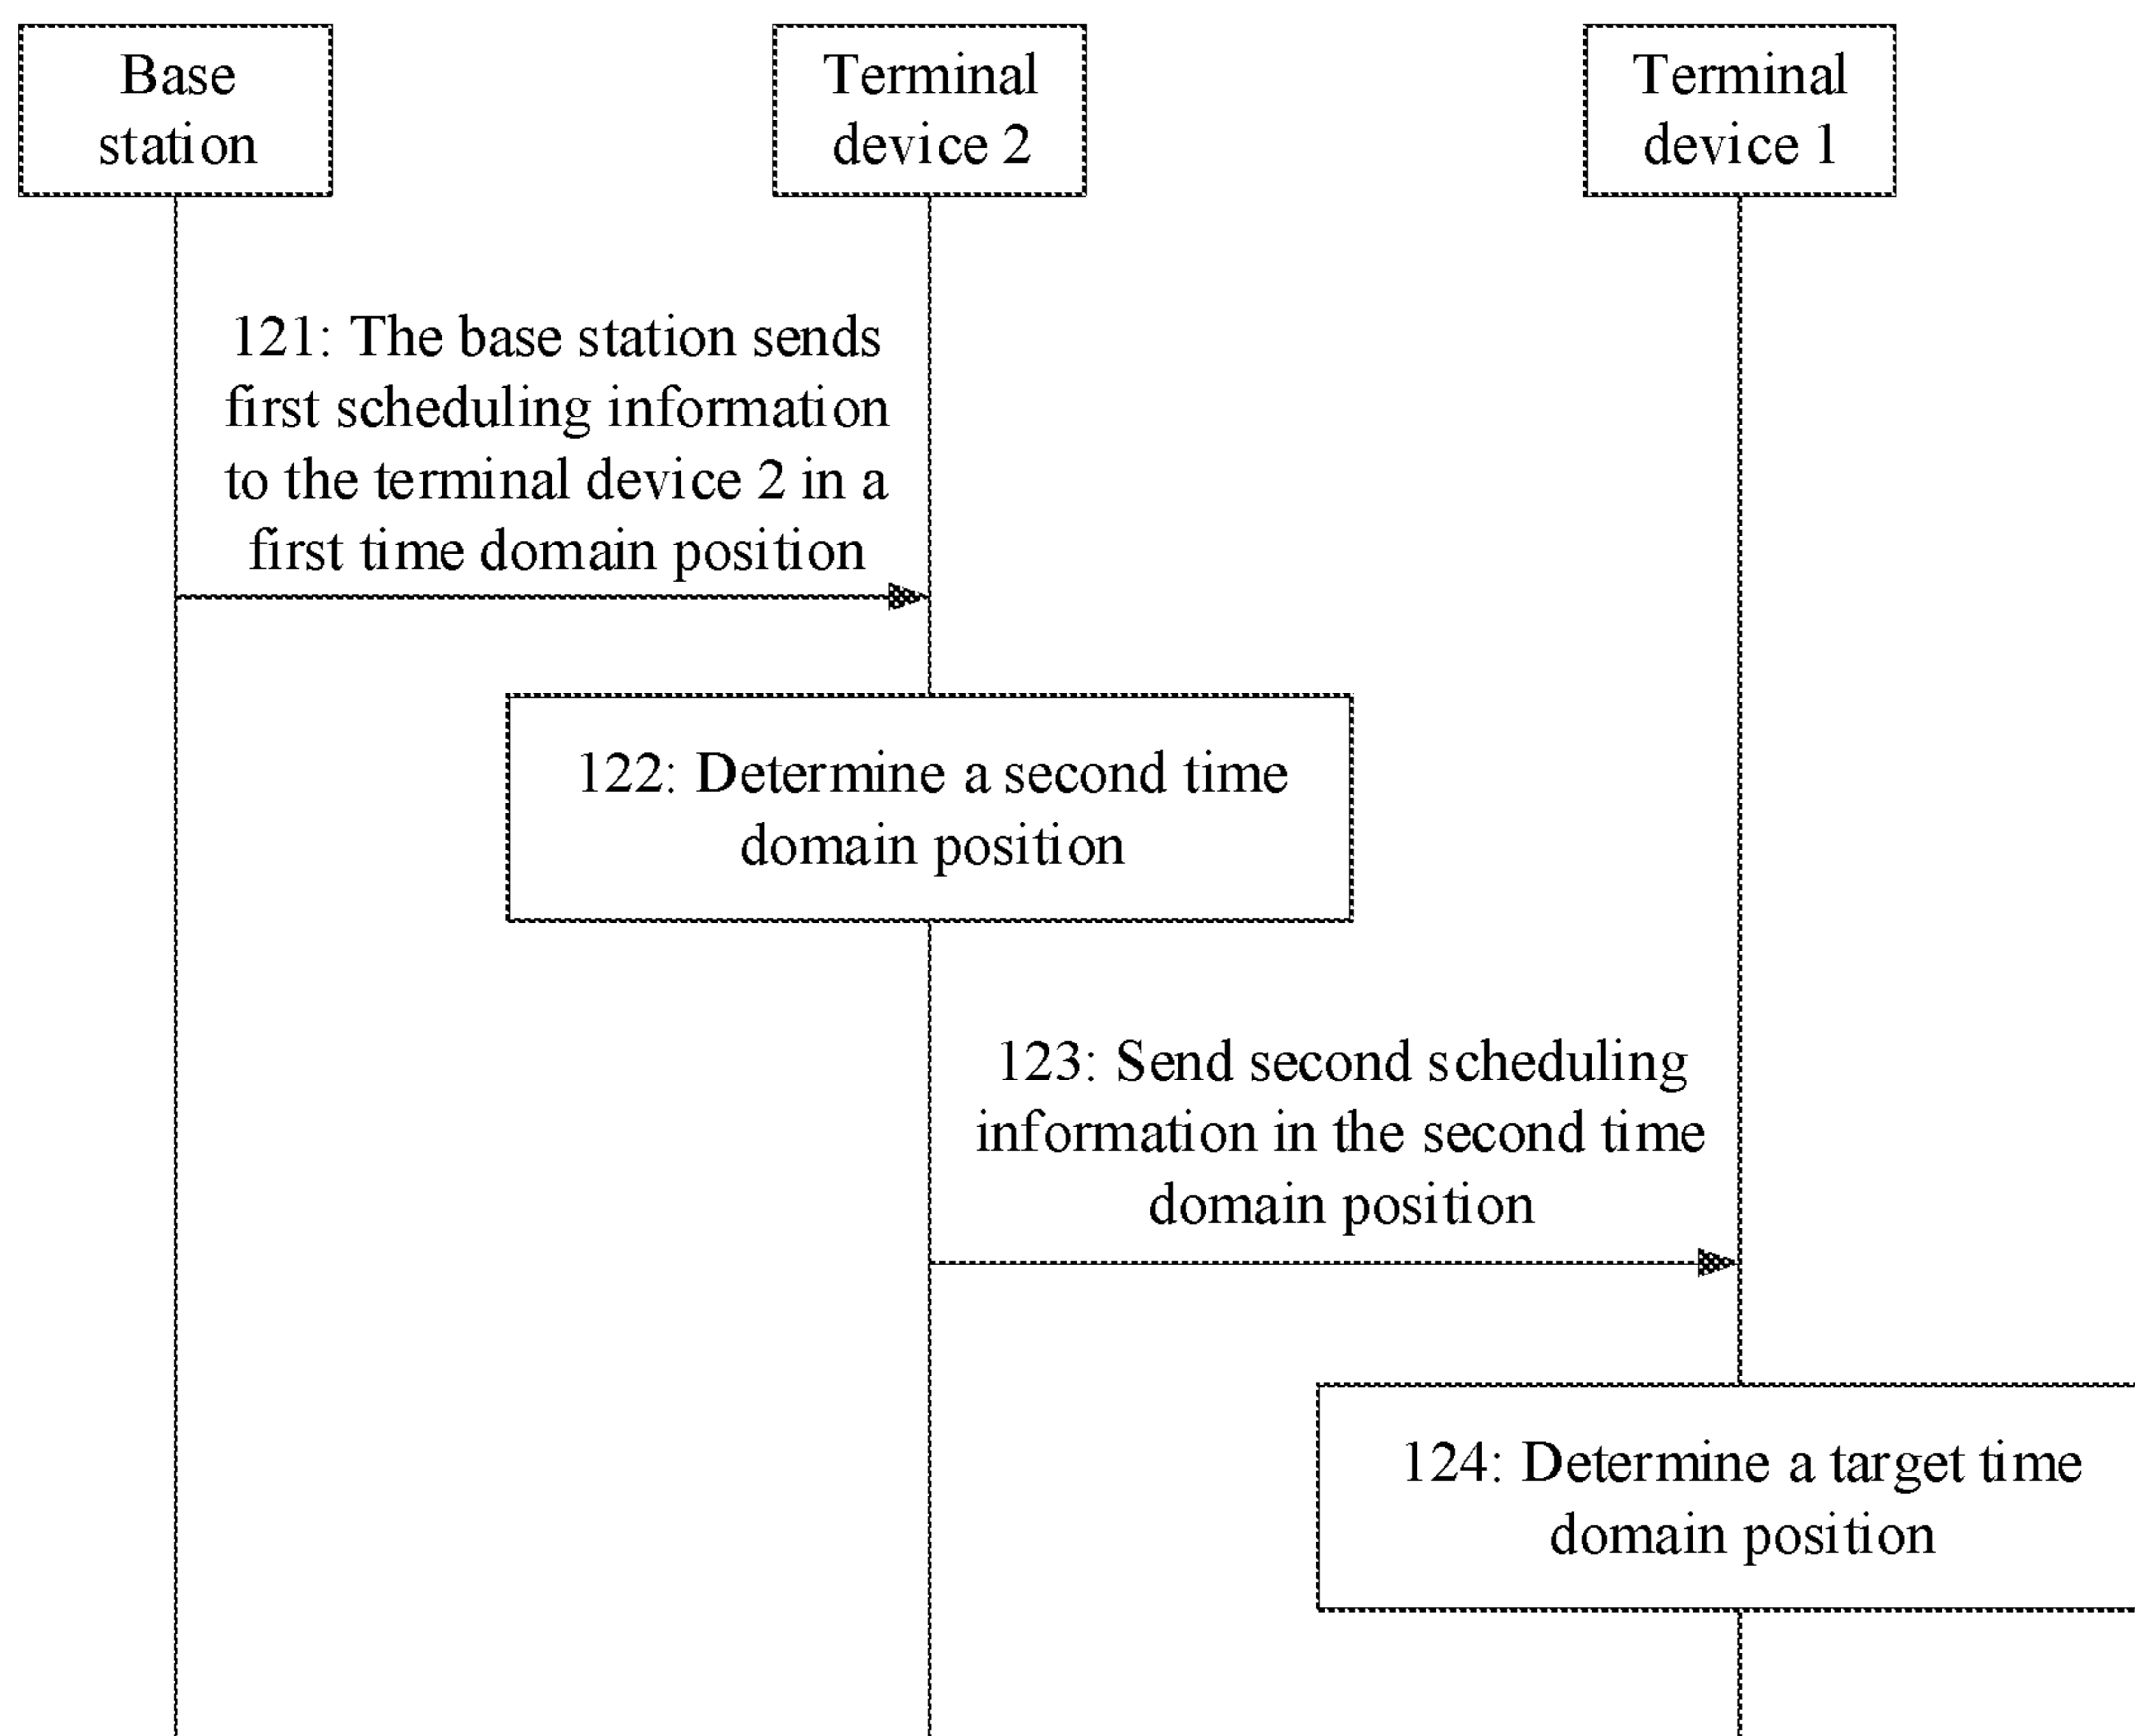 Base
station
Terminal
device 2
Terminal
device 1
121: The base station sends
first scheduling information
to the terminal device 2 in a
first time domain position
122: Determine a second time
domain position
123: Send second scheduling
information in the second time
domain position
124: Determine a target time
domain position